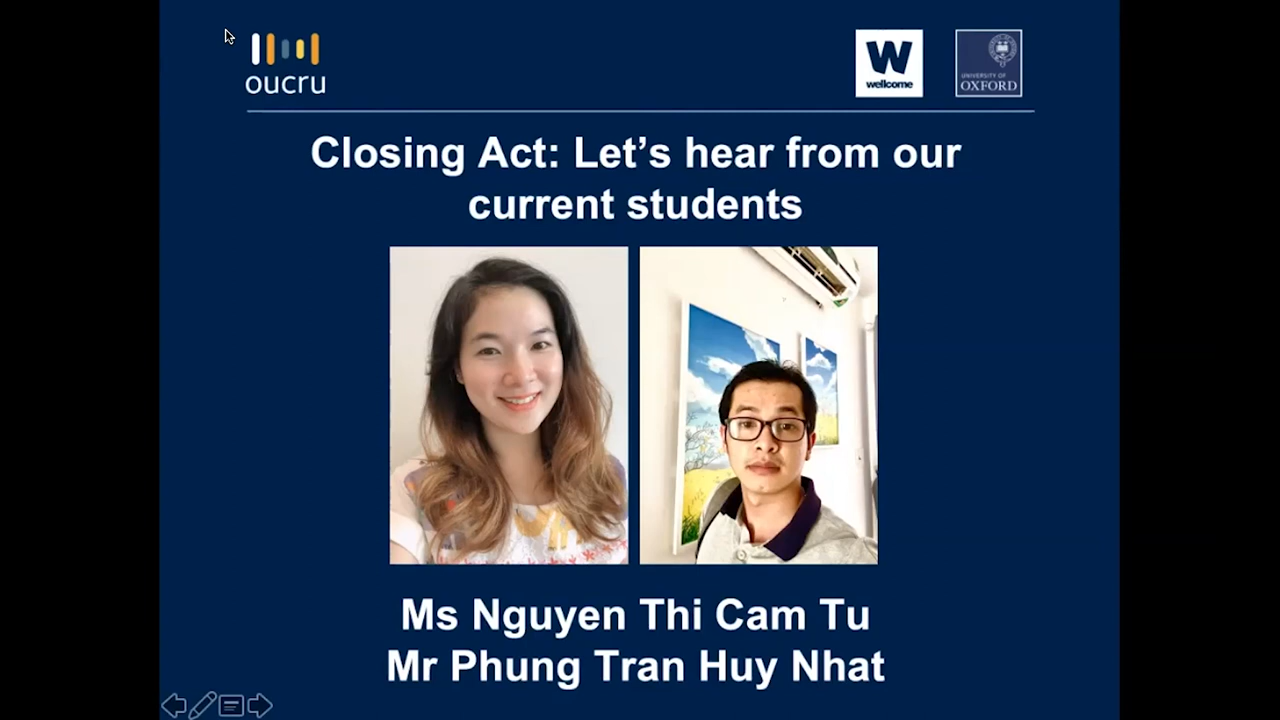 oucru
W
wellcome
UNIVERSITY OF
OXFORD
Closing Act: Let’s hear from our
current students
Ms Nguyen Thi Cam Tu
Mr Phung Tran Huy Nhat